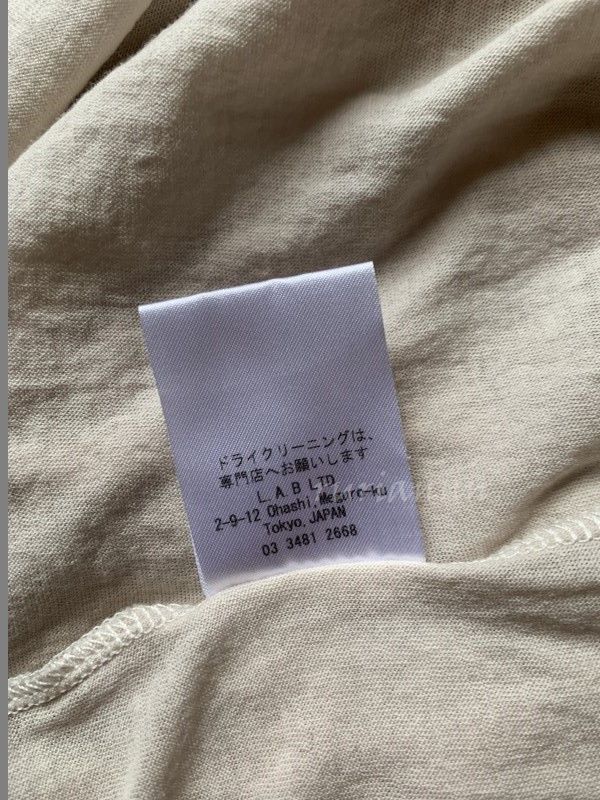 ドライクリーニングは、
専門店へお願いします
L.A.B LTD
2-9-12 Ohashi,Meguro-ku
Tokyo,JAPAN
03 3481 2668